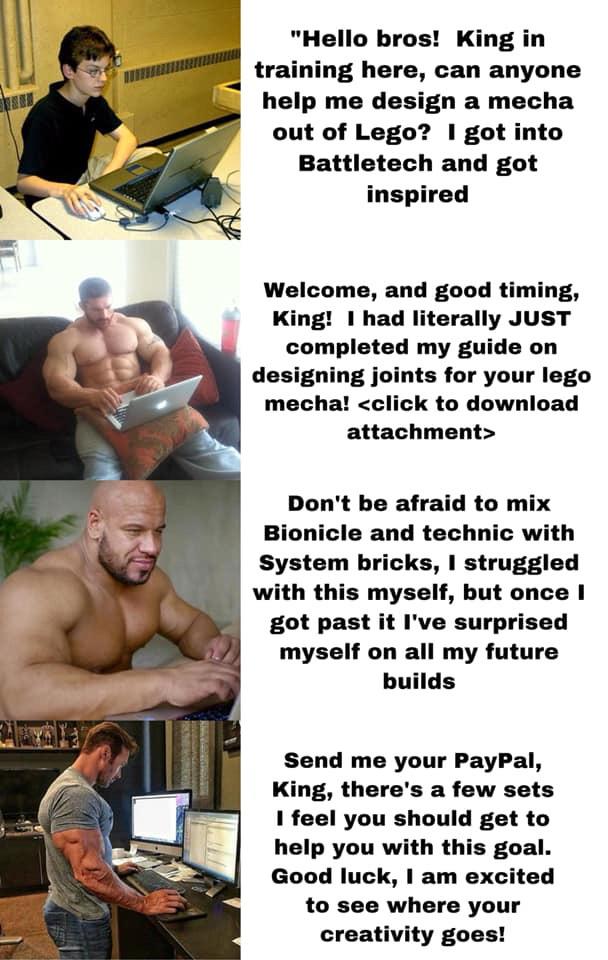 "Hello bros!  King in
training here, can anyone
help me design a mecha
out of Lego?  I got into
Battletech and got
inspired
Welcome, and good timing,
King!  I had literally JUST
completed my guide on
designing joints for your lego
mecha! <click to download
attachment>
Don't be afraid to mix
Bionicle and technic with
System bricks, I struggled
with this myself, but once I
got past it I've surprised
myself on all my future
builds
Send me your PayPal,
King, there's a few sets
I feel you should get to
help you with this goal.
Good luck, I am excited
to see where your
creativity goes!